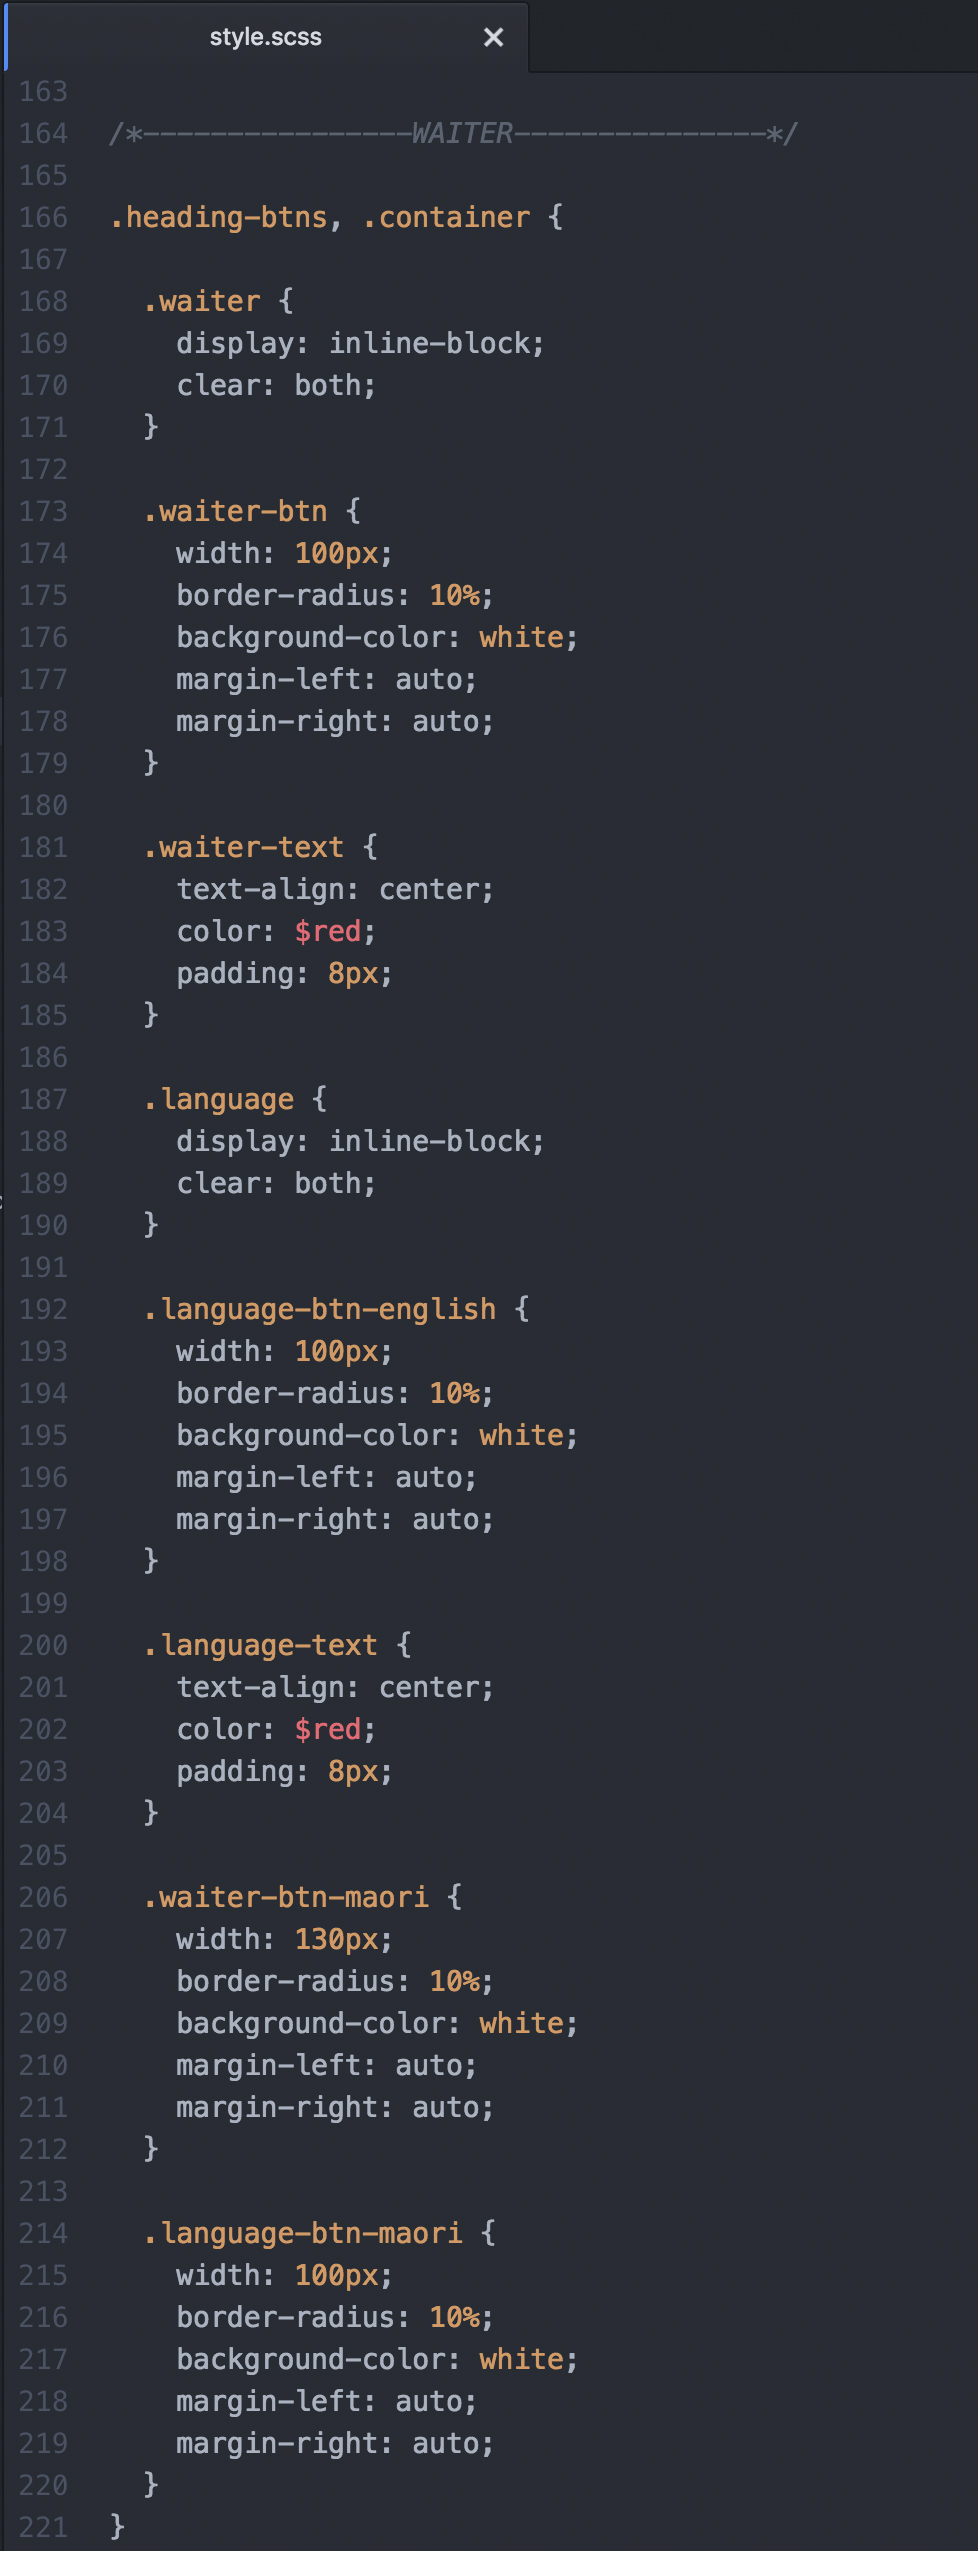 style.scss ×
163
164 /*----------------WAITER---------------*/
165
166 .heading-btns, .container {
167
168 .waiter {
169 display: inline-block;
170 clear: both;
171 }
172
173 .waiter-btn {
174 width: 100px;
175 border-radius: 10%;
176 background-color: white;
177 margin-left: auto;
178 margin-right: auto;
179 }
180
181 .waiter-text {
182 text-align: center;
183 color: $red;
184 padding: 8px;
185 }
186
187 .language {
188 display: inline-block;
189 clear: both;
190 }
191
192 .language-btn-english {
193 width: 100px;
194 border-radius: 10%;
195 background-color: white;
196 margin-left: auto;
197 margin-right: auto;
198 }
199
200 .language-text {
201 text-align: center;
202 color: $red;
203 padding: 8px;
204 }
205
206 .waiter-btn-maori {
207 width: 130px;
208 border-radius: 10%;
209 background-color: white;
210 margin-left: auto;
211 margin-right: auto;
212 }
213
214 .language-btn-maori {
215 width: 100px;
216 border-radius: 10%;
217 background-color: white;
218 margin-left: auto;
219 margin-right: auto;
220 }
221 }